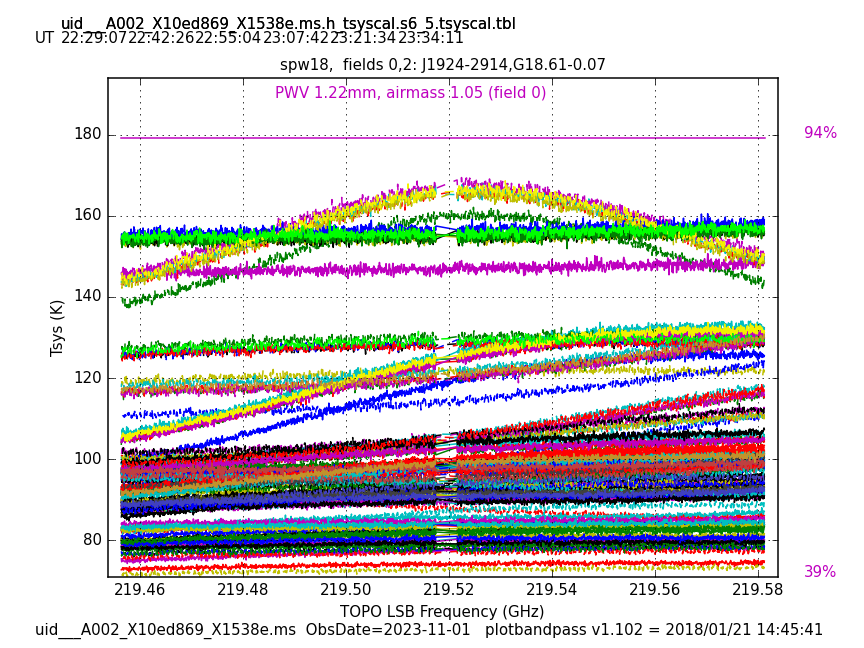 uid___A002_X10ed869_X1538e.ms.h_tsyscal.s6_5.tsyscal.tbl
UT 22:29:07 22:42:26 22:55:04 23:07:42 23:21:34 23:34:11
spw18,  fields 0,2: J1924-2914,G18.61-0.07
PWV 1.22mm, airmass 1.05 (field 0)
94%
180
160
140
120
100
80
Tsys (K)
39%
219.46 219.48 219.50 219.52 219.54 219.56 219.58
TOPO LSB Frequency (GHz)
uid___A002_X10ed869_X1538e.ms  ObsDate=2023-11-01   plotbandpass v1.102 = 2018/01/21 14:45:41